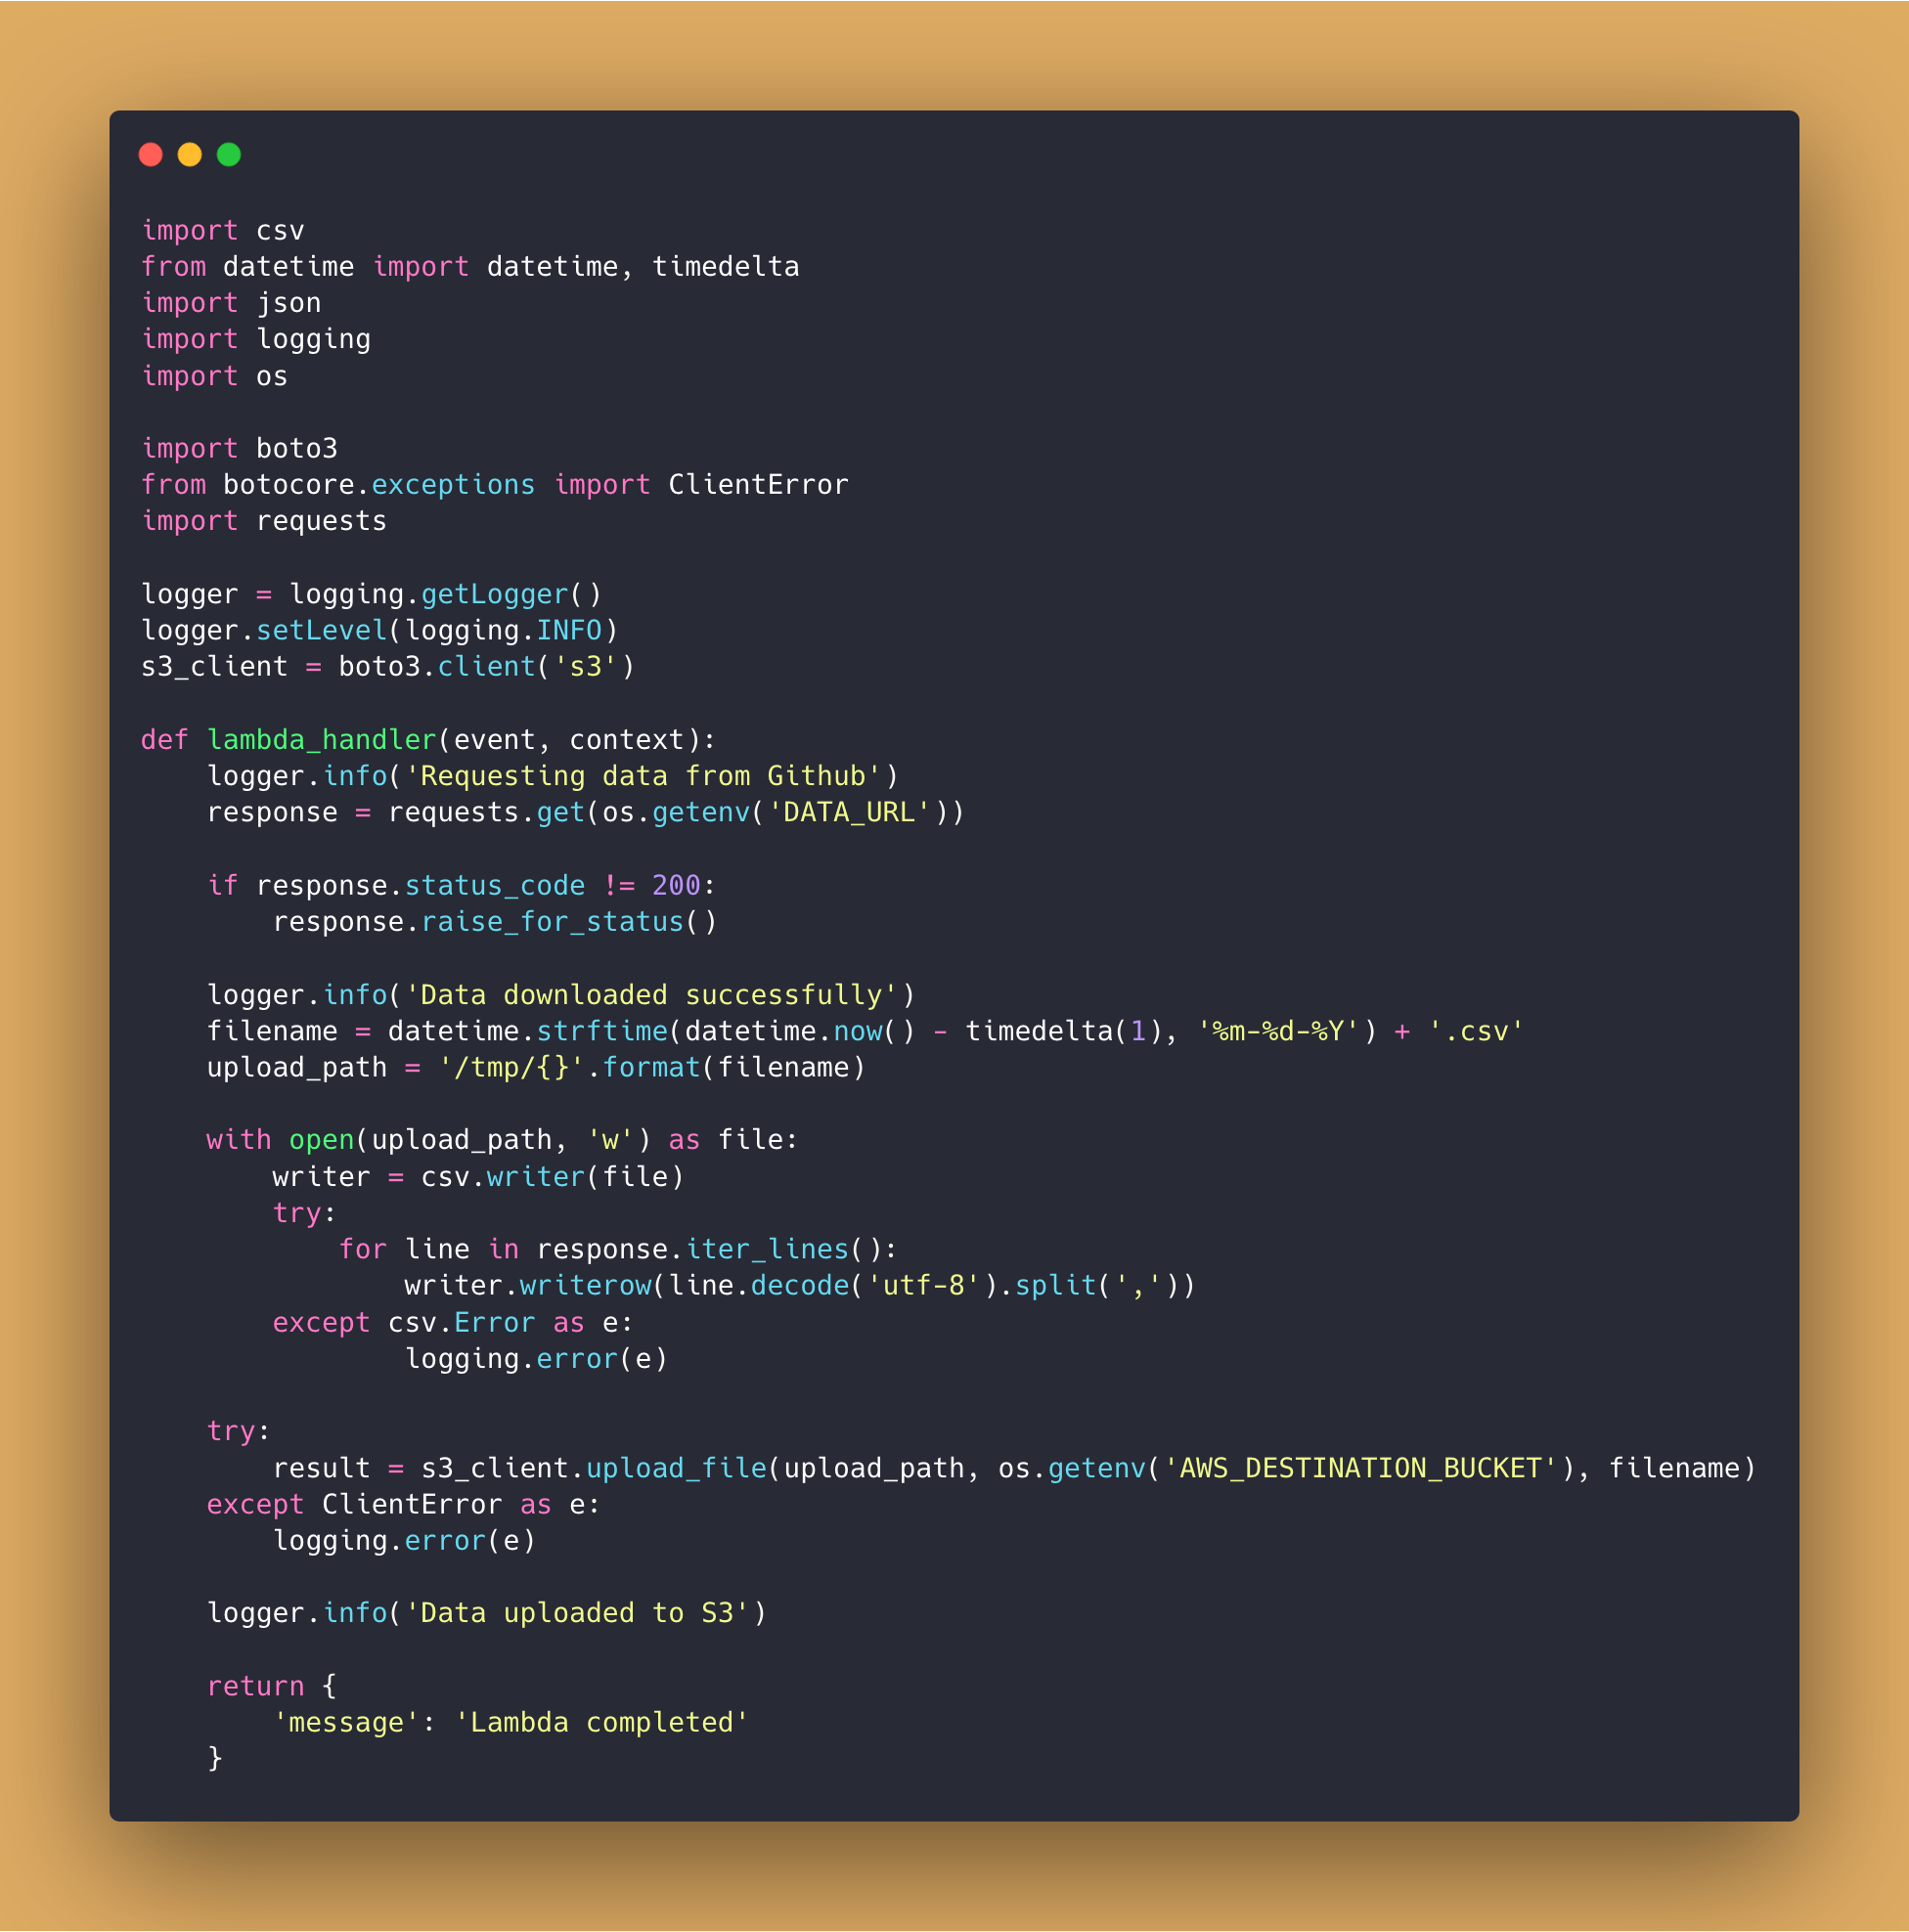 import csv
from datetime import datetime, timedelta
import json
import logging
import os

import boto3
from botocore.exceptions import ClientError
import requests

logger = logging.getLogger()
logger.setLevel(logging.INFO)
s3_client = boto3.client('s3')

def lambda_handler(event, context):
    logger.info('Requesting data from Github')
    response = requests.get(os.getenv('DATA_URL'))

    if response.status_code != 200:
        response.raise_for_status()

    logger.info('Data downloaded successfully')
    filename = datetime.strftime(datetime.now() - timedelta(1), '%m-%d-%Y') + '.csv'
    upload_path = '/tmp/{}'.format(filename)

    with open(upload_path, 'w') as file:
        writer = csv.writer(file)
        try:
            for line in response.iter_lines():
                writer.writerow(line.decode('utf-8').split(','))
        except csv.Error as e:
                logging.error(e)

    try:
        result = s3_client.upload_file(upload_path, os.getenv('AWS_DESTINATION_BUCKET'), filename)
    except ClientError as e:
        logging.error(e)

    logger.info('Data uploaded to S3')

    return {
        'message': 'Lambda completed'
    }